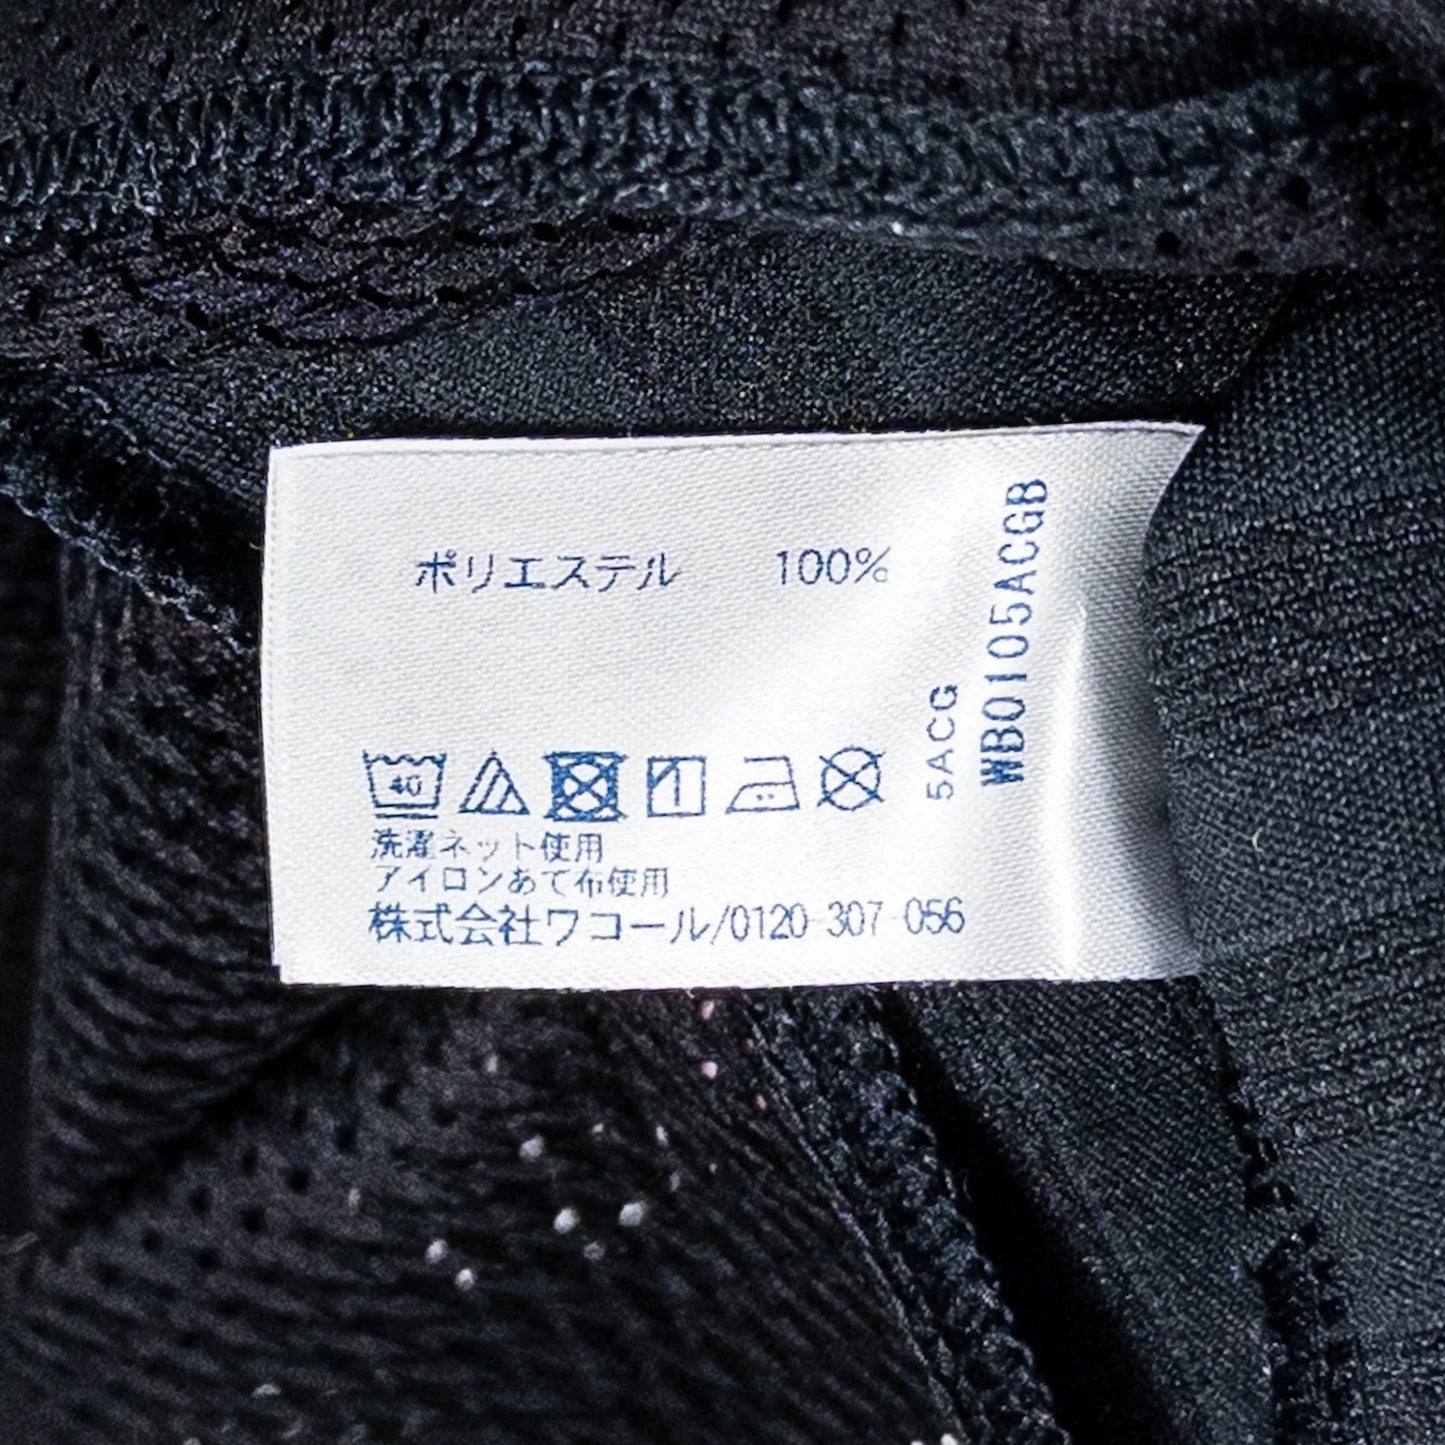 ポリエステル 100%
40
洗濯ネット使用
アイロンあて布使用
株式会社ワコール/0120-307-056
5ACG
WB0105ACGB